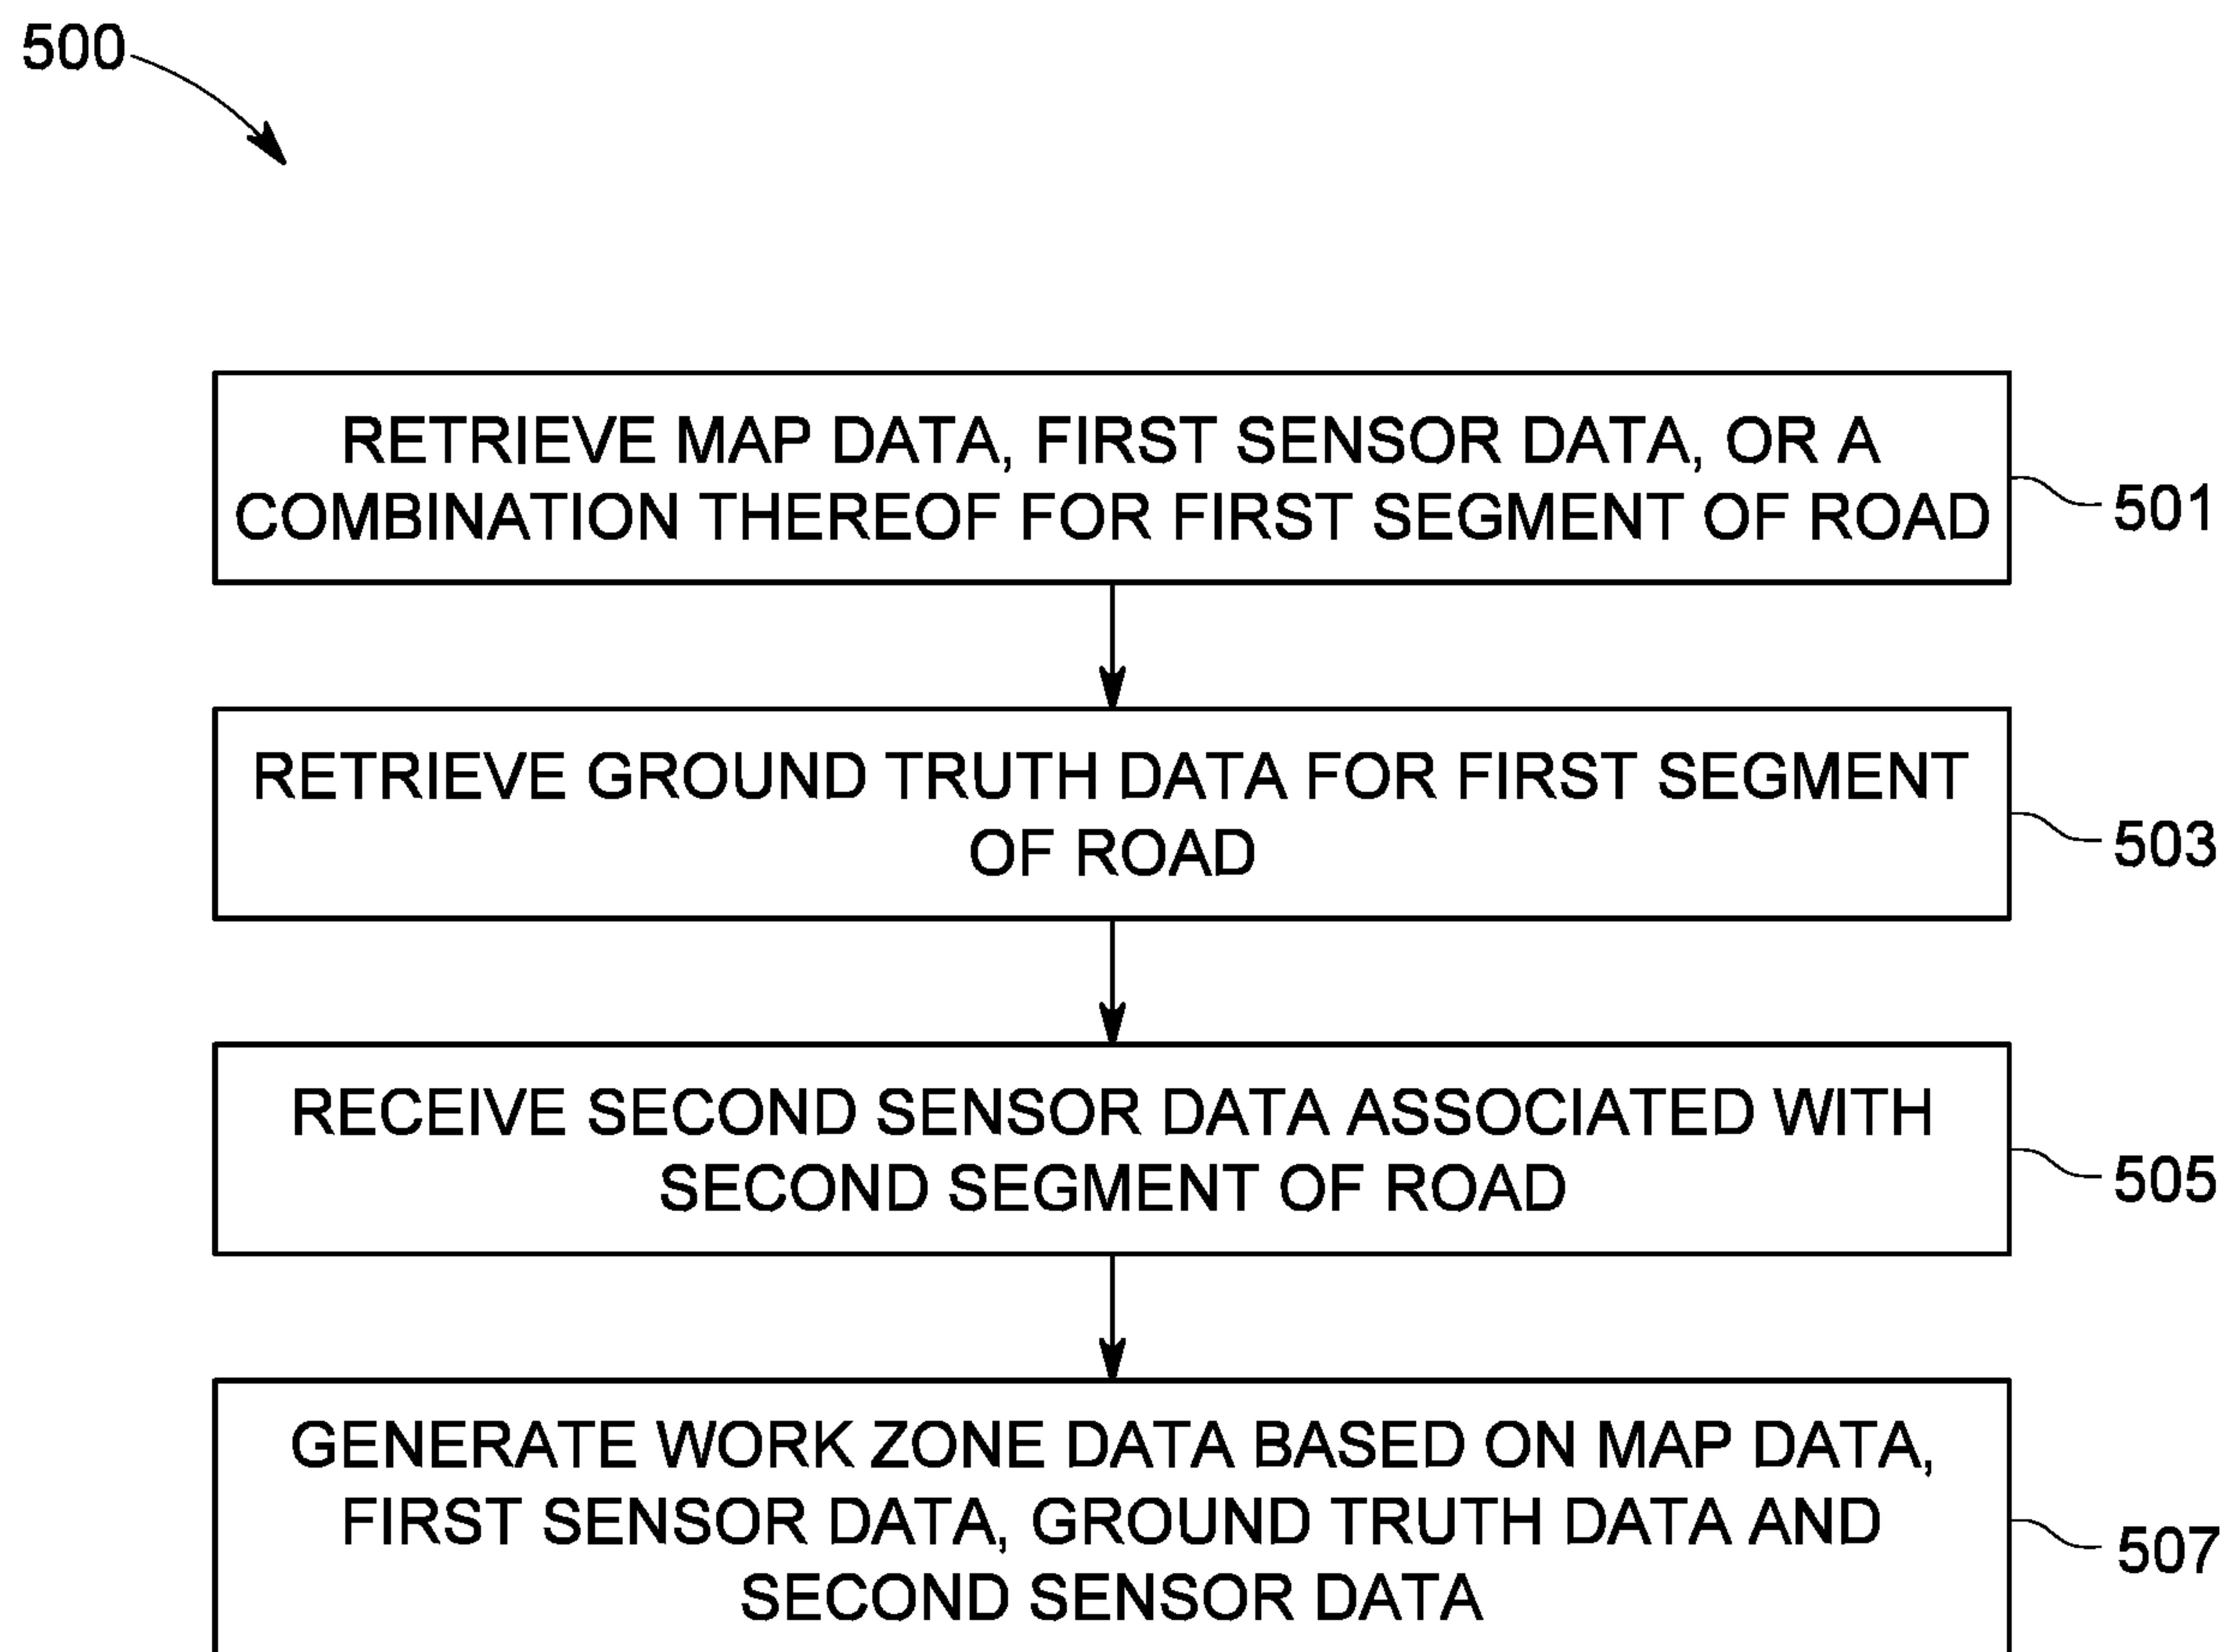 500
RETRIEVE MAP DATA, FIRST SENSOR DATA, OR A
COMBINATION THEREOF FOR FIRST SEGMENT OF ROAD
501
RETRIEVE GROUND TRUTH DATA FOR FIRST SEGMENT
OF ROAD
503
RECEIVE SECOND SENSOR DATA ASSOCIATED WITH
SECOND SEGMENT OF ROAD
505
GENERATE WORK ZONE DATA BASED ON MAP DATA,
FIRST SENSOR DATA, GROUND TRUTH DATA AND
SECOND SENSOR DATA
507